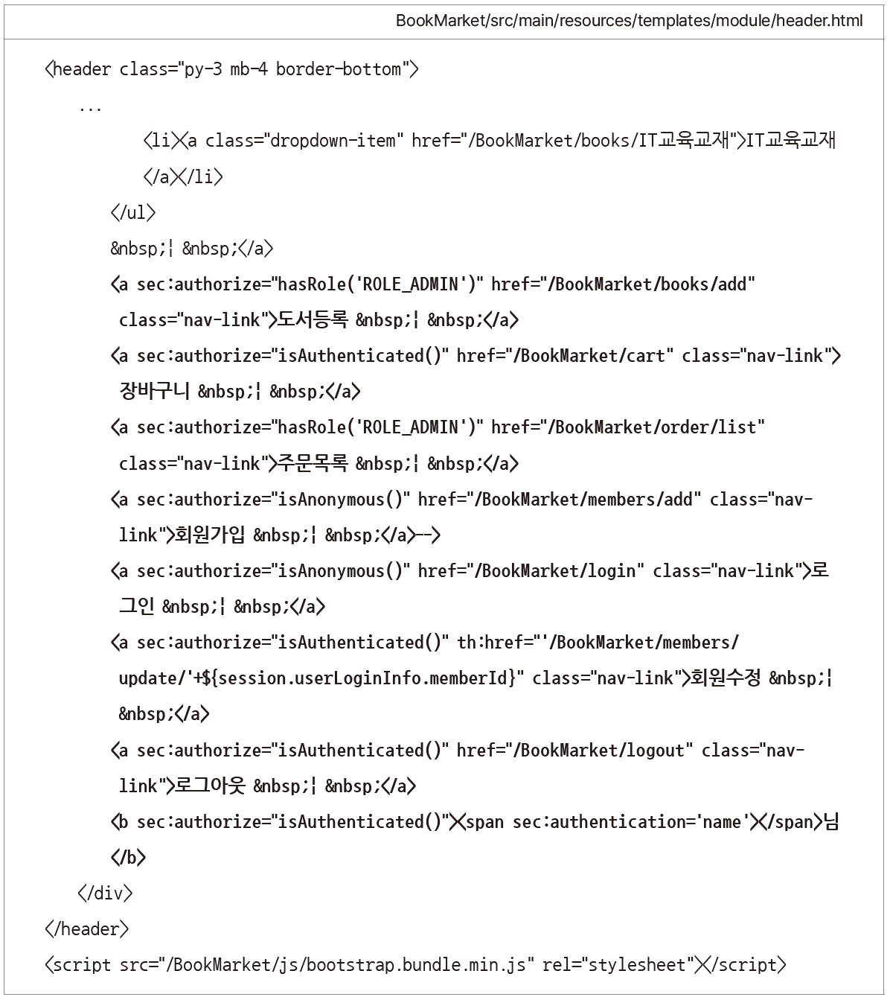 BookMarket/src/main/resources/templates/module/header.html
<header class="py-3 mb-4 border-bottom">
...
<li><a class="dropdown-item" href="/BookMarket/books/IT교육교재">IT교육교재
</a></li>
</ul>
&nbsp;| &nbsp;</a>
<a sec:authorize="hasRole('ROLE_ADMIN')" href="/BookMarket/books/add"
class="nav-link">도서등록 &nbsp;| &nbsp;</a>
<a sec:authorize="isAuthenticated()" href="/BookMarket/cart" class="nav-link">
장바구니 &nbsp;| &nbsp;</a>
<a sec:authorize="hasRole('ROLE_ADMIN')" href="/BookMarket/order/list"
class="nav-link">주문목록 &nbsp;| &nbsp;</a>
<a sec:authorize="isAnonymous()" href="/BookMarket/members/add" class="nav-
link">회원가입 &nbsp;| &nbsp;</a>-->
<a sec:authorize="isAnonymous()" href="/BookMarket/login" class="nav-link">로
그인 &nbsp;| &nbsp;</a>
<a sec:authorize="isAuthenticated()" th:href="'/BookMarket/members/
update/'+${session.userLoginInfo.memberId}" class="nav-link">회원수정 &nbsp;|
&nbsp;</a>
<a sec:authorize="isAuthenticated()" href="/BookMarket/logout" class="nav-
link">로그아웃 &nbsp;| &nbsp;</a>
<b sec:authorize="isAuthenticated()"><span sec:authentication='name'></span>님
</b>
</div>
</header>
<script src="/BookMarket/js/bootstrap.bundle.min.js" rel="stylesheet"></script>